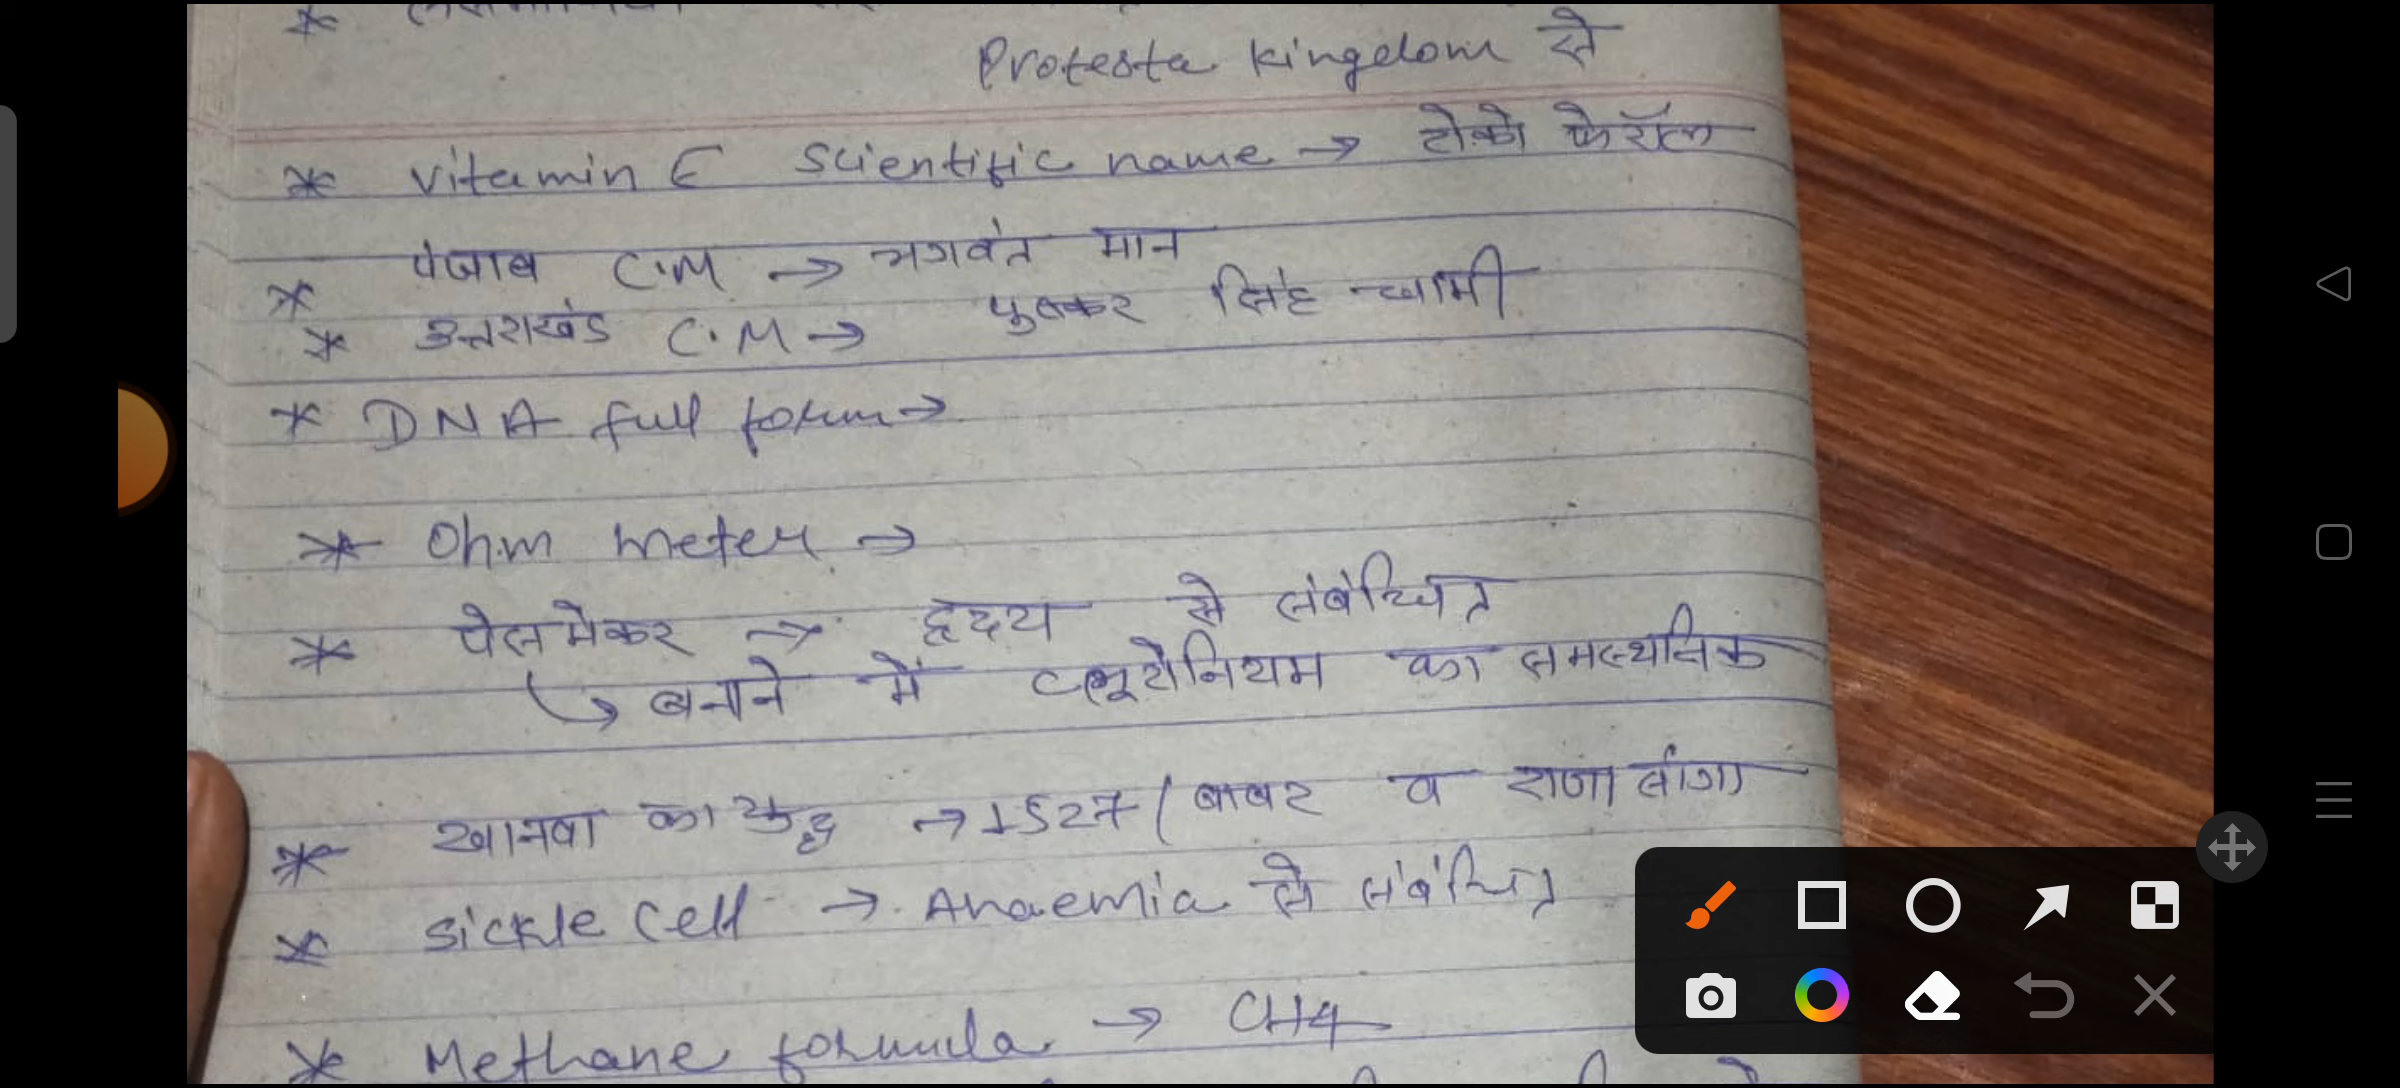 Protesta kingdom से
* Vitamin E Scientific name → टोको फेरॉल
* पंजाब C.M → भगवंत मान
* उत्तराखंड C.M → पुष्कर सिंह धामी
* DNA full form →
* Ohm meter →
* पेसमेकर → हृदय से संबंधित
↳ बनाने में प्लूटोनियम का समस्थानिक
* खानवा का युद्ध → 1527 ( बाबर व राणा सांगा
* Sickle Cell → Anaemia से संबंधित
* Methane formula → CH4